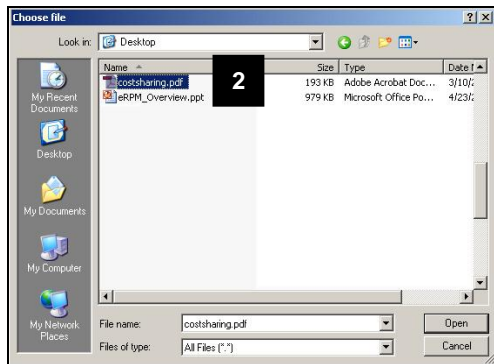 Choose file
Look in: Desktop
Name Size Type Date M
costsharing.pdf 193 KB Adobe Acrobat Doc... 3/10/2
eRPM_Overview.ppt 979 KB Microsoft Office Po... 4/23/2
2
My Recent
Documents
Desktop
My Documents
My Computer
My Network
Places
File name: costsharing.pdf Open
Files of type: All Files (*.*) Cancel